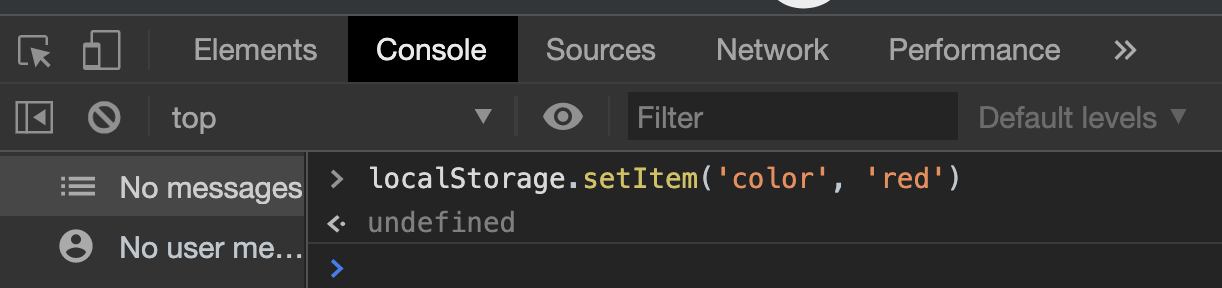 Elements Console Sources Network Performance »
top ▼ Filter Default levels ▼
No messages
> localStorage.setItem('color', 'red')
No user me…
<· undefined
>